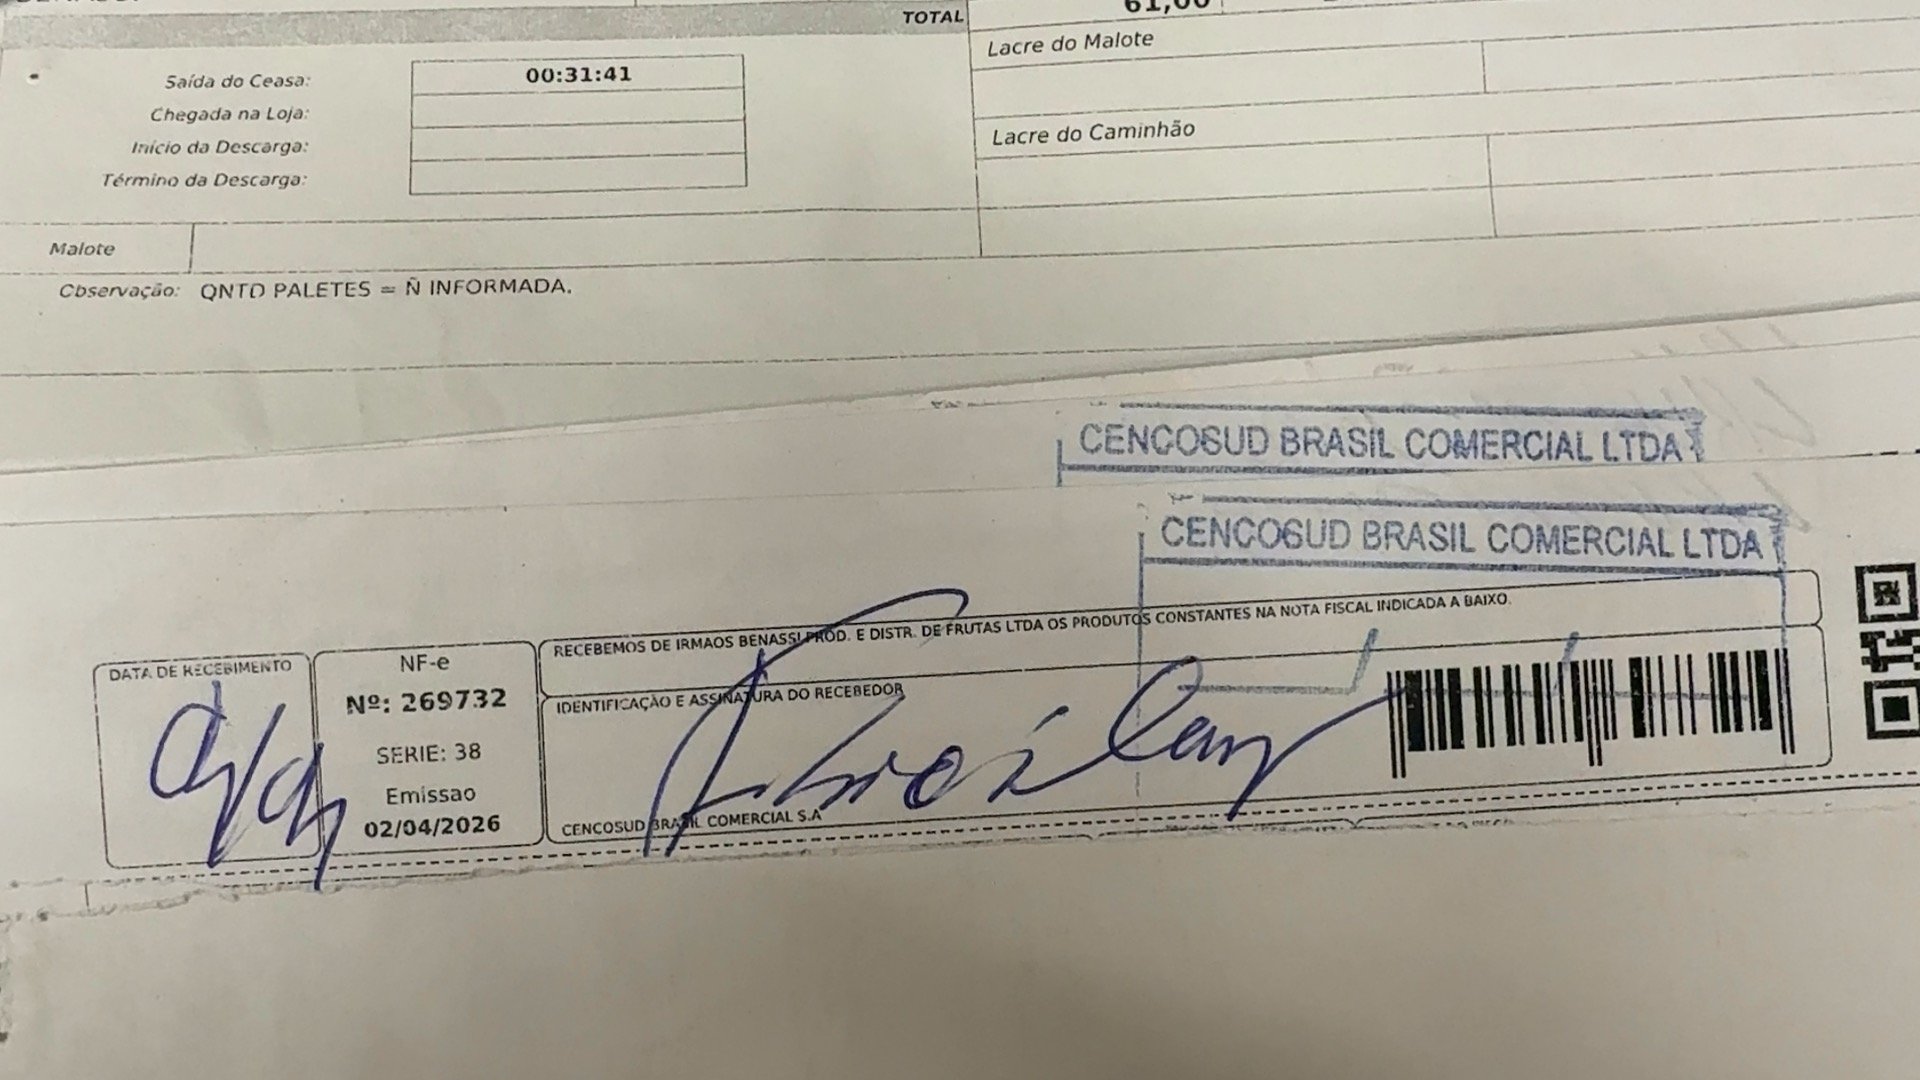 TOTAL 61,00
Saída do Ceasa: 00:31:41
Chegada na Loja:
Início da Descarga:
Término da Descarga:
Lacre do Malote
Lacre do Caminhão
Malote
Observação: QNTD PALETES = Ñ INFORMADA.
CENCOSUD BRASIL COMERCIAL LTDA
CENCOSUD BRASIL COMERCIAL LTDA
DATA DE RECEBIMENTO
NF-e
Nº: 269732
SERIE: 38
Emissao
02/04/2026
RECEBEMOS DE IRMAOS BENASSI PROD. E DISTR. DE FRUTAS LTDA OS PRODUTOS CONSTANTES NA NOTA FISCAL INDICADA A BAIXO.
IDENTIFICAÇÃO E ASSINATURA DO RECEBEDOR
CENCOSUD BRASIL COMERCIAL S.A